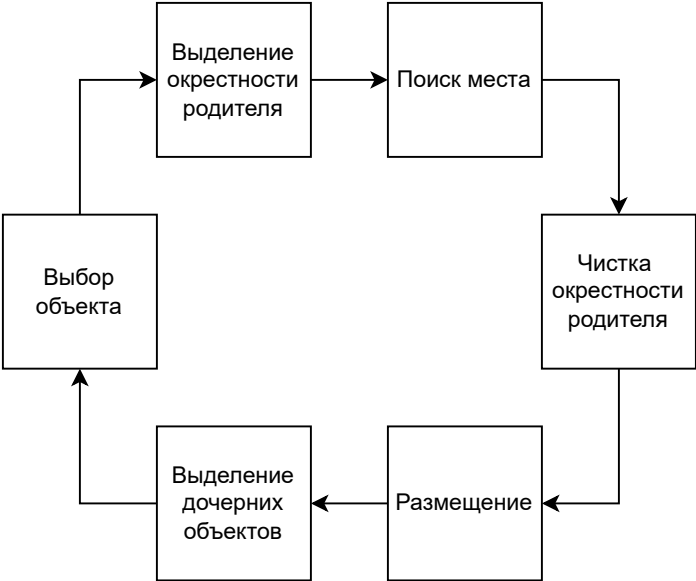 Выделение
окрестности
родителя
Поиск места
Выбор
объекта
Чистка
окрестности
родителя
Выделение
дочерних
объектов
Размещение